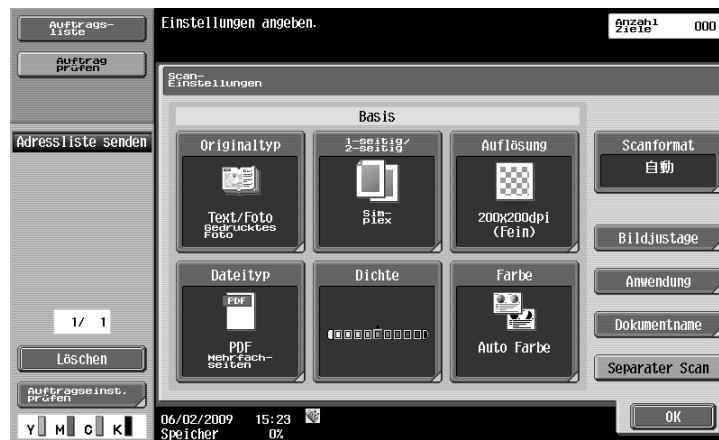 Auftrags-
liste
Auftrag
prüfen
Einstellungen angeben.
Anzahl
Ziele
000
Scan-
Einstellungen
Adressliste senden
Basis
Originaltyp
Text/Foto
Gedrucktes
Foto
1-seitig/
2-seitig
Sim-
plex
Auflösung
200x200dpi
(Fein)
Scanformat
自動
Bildjustage
Dateityp
PDF
PDF
Mehrfach-
seiten
Dichte
Farbe
Auto Farbe
Anwendung
Dokumentname
Separater Scan
1/ 1
Löschen
Auftragseinst.
prüfen
Y M C K
06/02/2009 15:23
Speicher 0%
OK